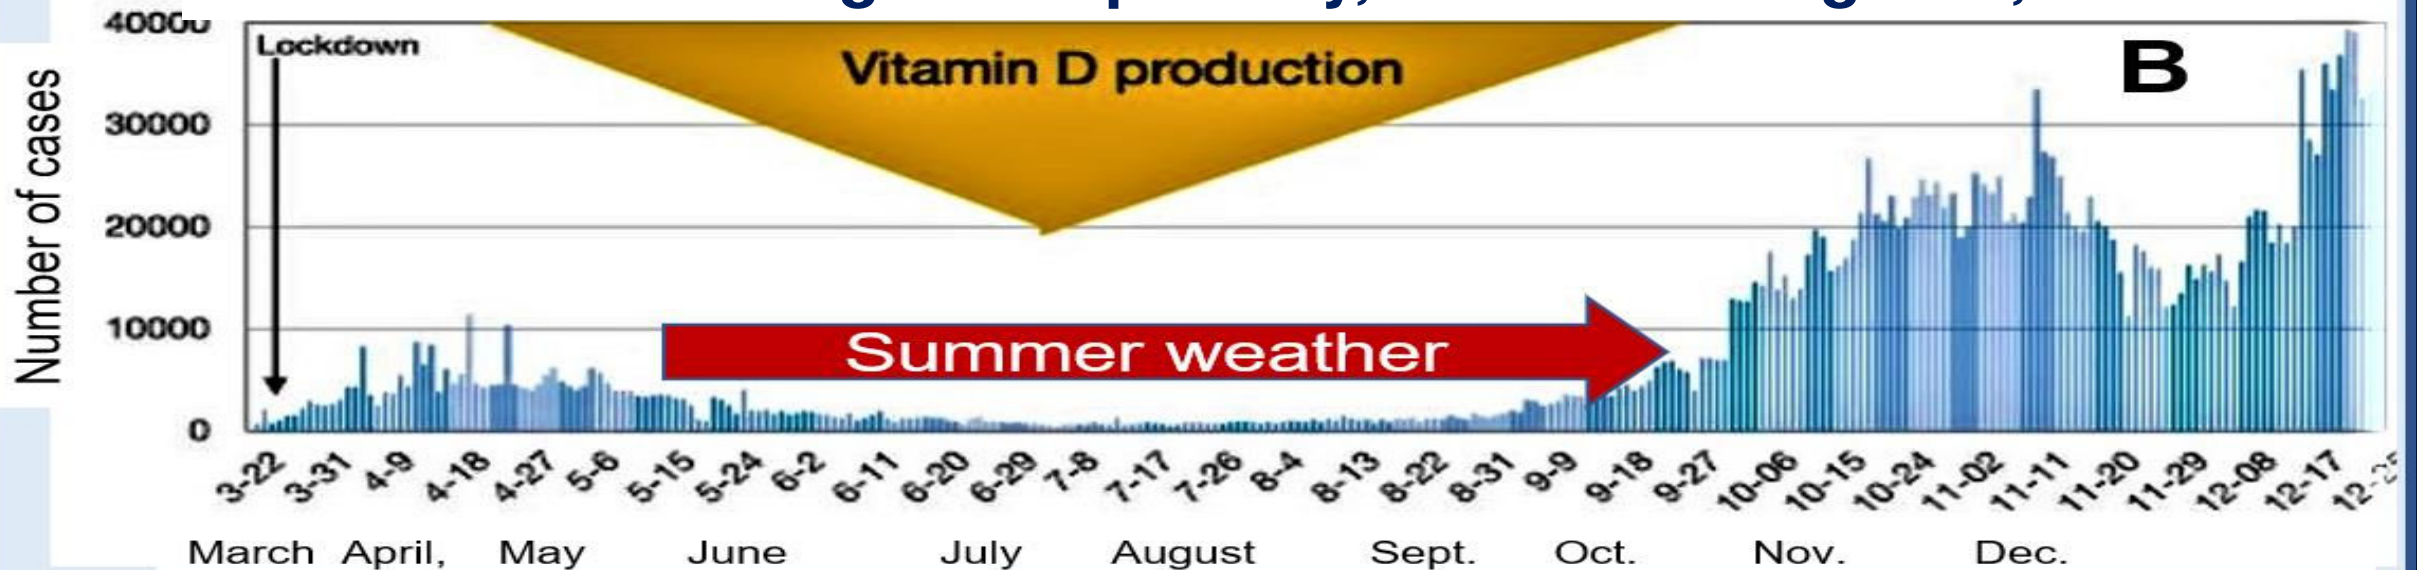 40000
Lockdown
Vitamin D production
B
30000
20000
10000
0
Number of cases
Summer weather
3-22 3-31 4-9 4-18 4-27 5-6 5-15 5-24 6-2 6-11 6-20 6-29 7-8 7-17 7-26 8-4 8-13 8-22 8-31 9-9 9-18 9-27 10-06 10-15 10-24 11-02 11-11 11-20 11-29 12-08 12-17
March April, May June July August Sept. Oct. Nov. Dec.